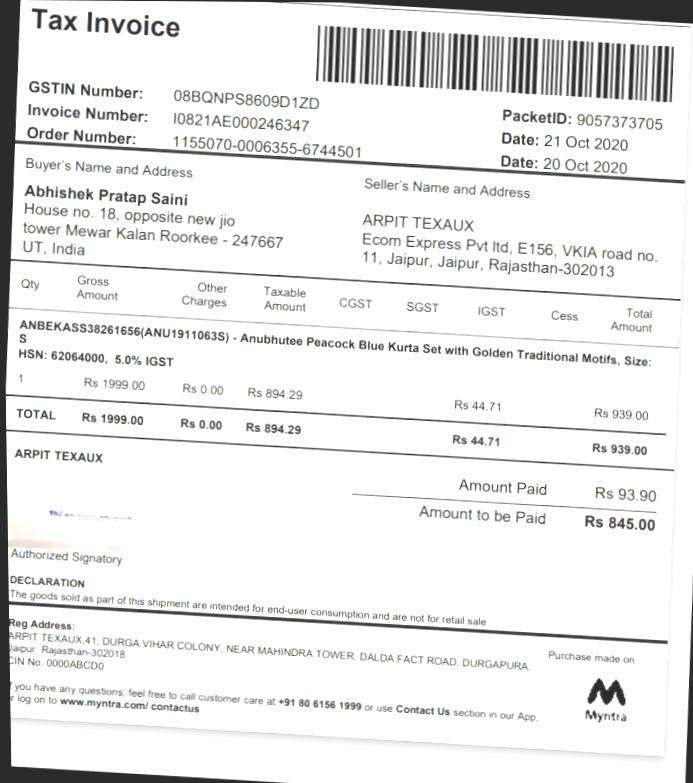 Tax Invoice
GSTIN Number: 08BQNPS8609D1ZD
Invoice Number: I0821AE000246347
Order Number: 1155070-0006355-6744501
PacketID: 9057373705
Date: 21 Oct 2020
Date: 20 Oct 2020
Buyer's Name and Address
Abhishek Pratap Saini
House no. 18, opposite new jio
tower Mewar Kalan Roorkee - 247667
UT, India
Seller's Name and Address
ARPIT TEXAUX
Ecom Express Pvt ltd, E156, VKIA road no.
11, Jaipur, Jaipur, Rajasthan-302013
Qty Gross Amount Other Charges Taxable Amount CGST SGST IGST Cess Total Amount
ANBEKASS38261656(ANU1911063S) - Anubhutee Peacock Blue Kurta Set with Golden Traditional Motifs, Size:
S
HSN: 62064000, 5.0% IGST
1 Rs 1999.00 Rs 0.00 Rs 894.29 Rs 44.71 Rs 939.00
TOTAL Rs 1999.00 Rs 0.00 Rs 894.29 Rs 44.71 Rs 939.00
ARPIT TEXAUX
Amount Paid Rs 93.90
Amount to be Paid Rs 845.00
Authorized Signatory
DECLARATION
The goods sold as part of this shipment are intended for end-user consumption and are not for retail sale
Reg Address:
ARPIT TEXAUX,41, DURGA VIHAR COLONY, NEAR MAHINDRA TOWER, DALDA FACT ROAD, DURGAPURA,
Jaipur, Rajasthan-302018
CIN No. 0000ABCD0
Purchase made on
Myntra
you have any questions, feel free to call customer care at +91 80 6156 1999 or use Contact Us section in our App,
r log on to www.myntra.com/ contactus